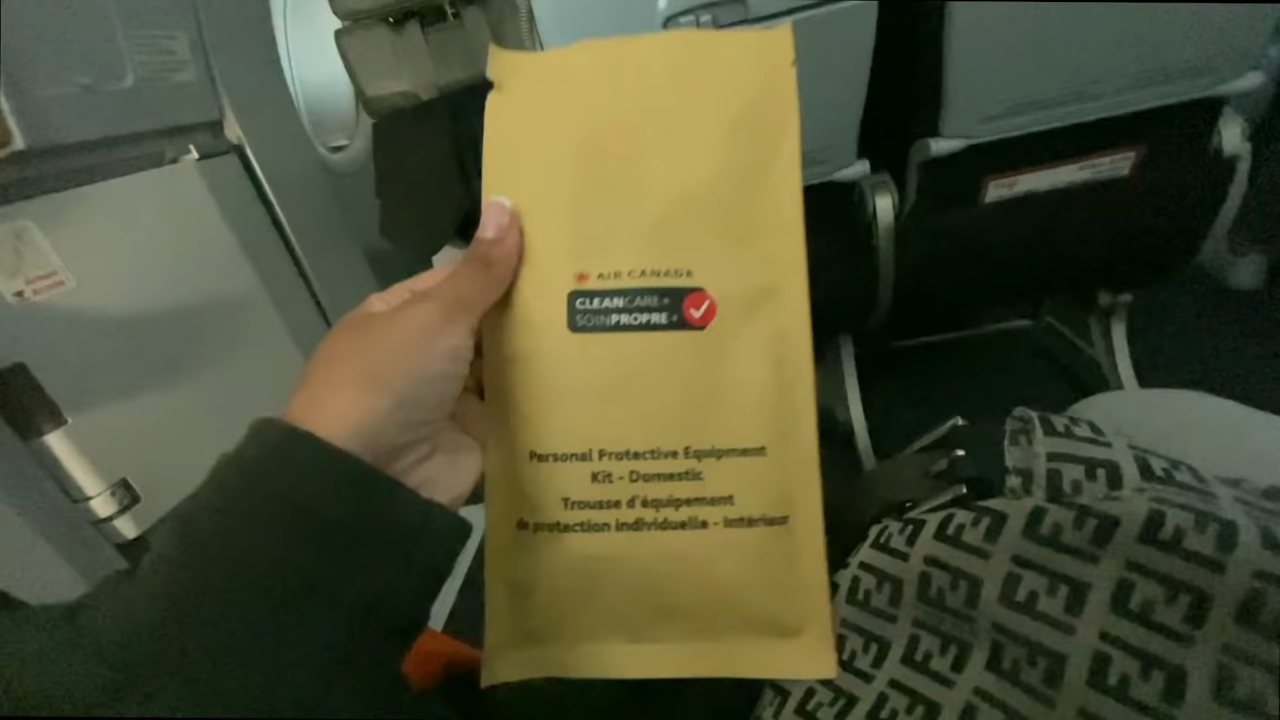 AIR CANADA
CLEANCARE+
SOINPROPRE+
Personal Protective Equipment
Kit - Domestic
Trousse d'équipement
de protection individuelle - Intérieur